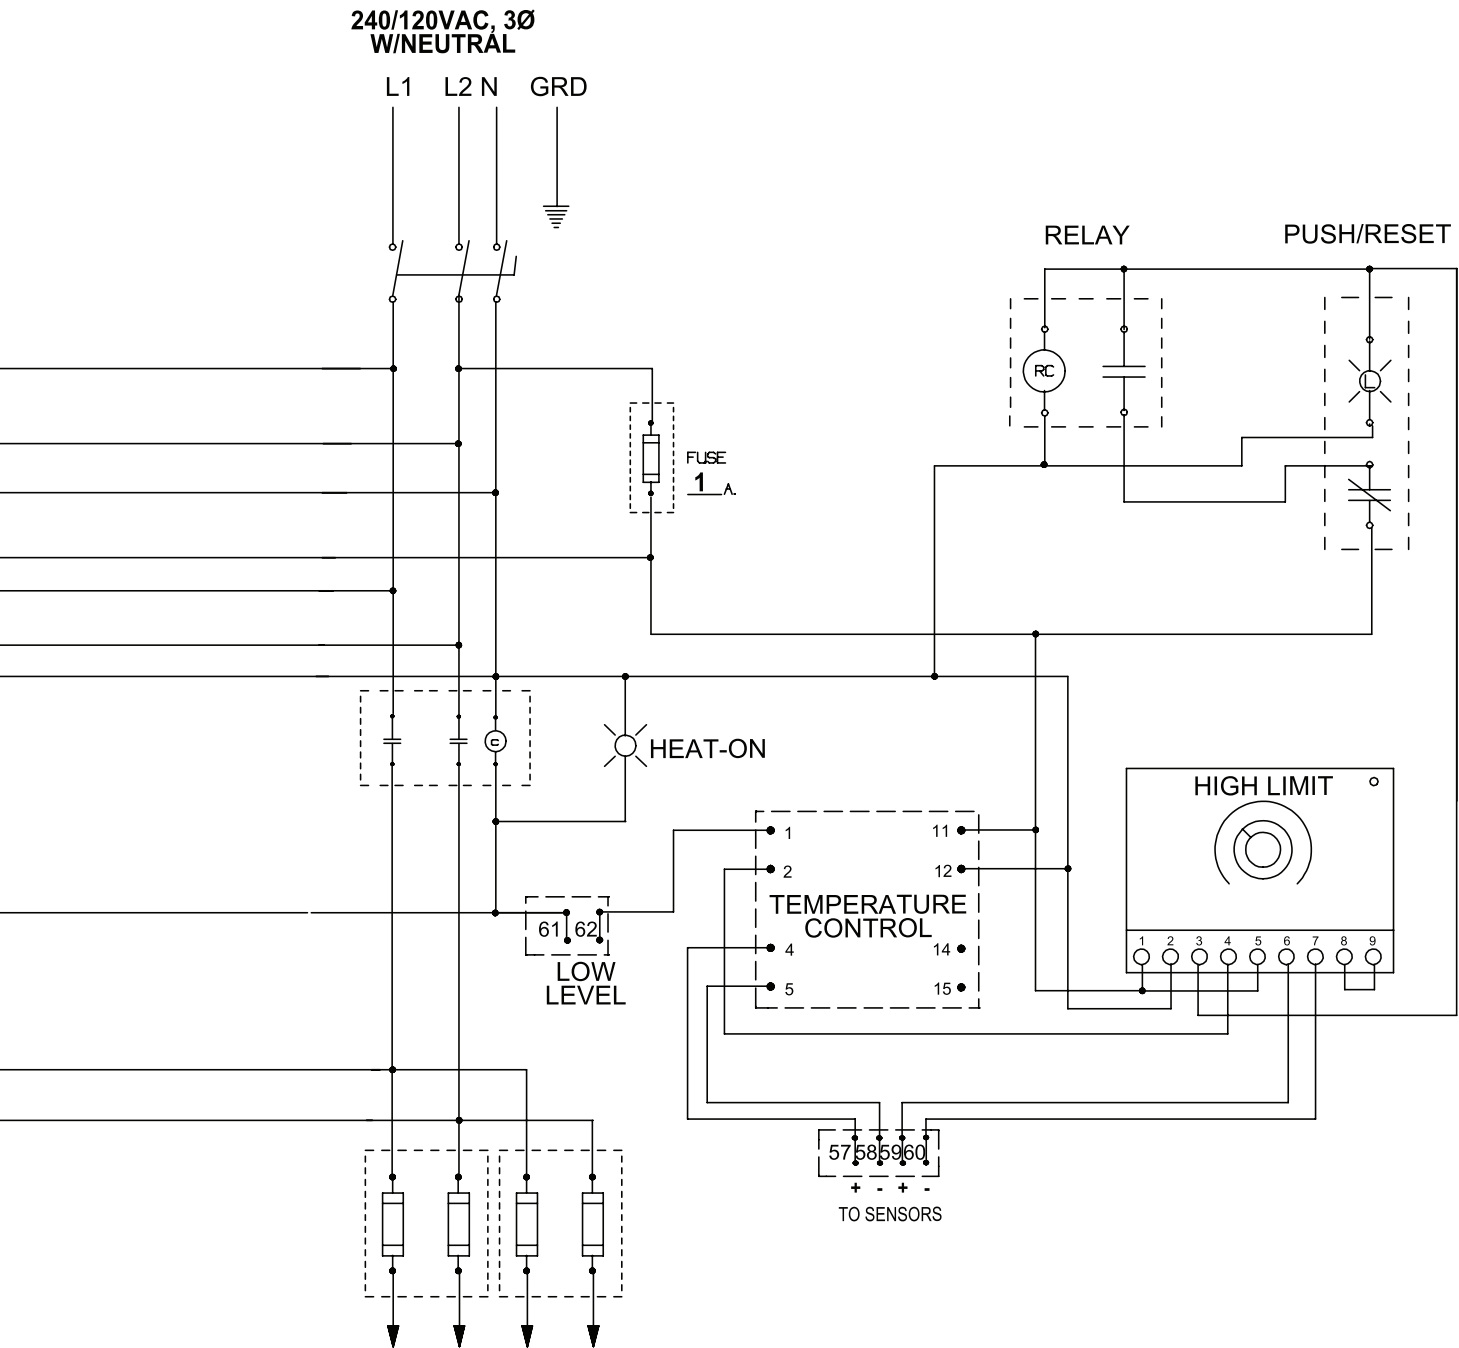 240/120VAC, 3Ø
W/NEUTRAL
L1 L2 N GRD
RELAY PUSH/RESET
RC
L
FUSE
1 A.
C
HEAT-ON
HIGH LIMIT
1 11
2 12
TEMPERATURE
CONTROL
61 62
4 14
1 2 3 4 5 6 7 8 9
LOW
LEVEL
5 15
57 58 59 60
+ - + -
TO SENSORS